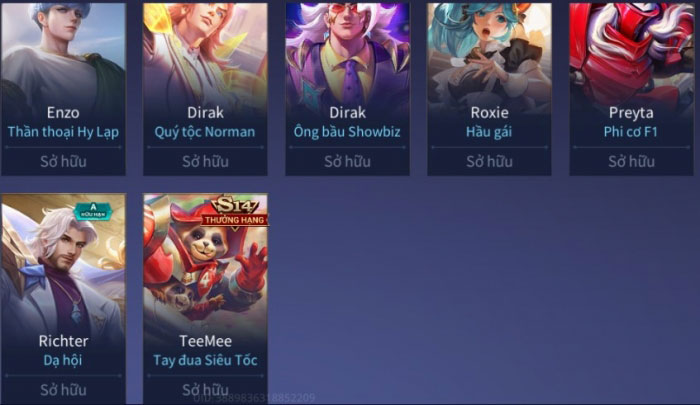 Enzo
Thần thoại Hy Lạp
Sở hữu
Dirak
Quý tộc Norman
Sở hữu
Dirak
Ông bầu Showbiz
Sở hữu
Roxie
Hầu gái
Sở hữu
Preyta
Phi cơ F1
Sở hữu
A
HỮU HẠN
Richter
Dạ hội
Sở hữu
S14
THƯỞNG HẠNG
TeeMee
Tay đua Siêu Tốc
Sở hữu
UID: 3889836318852209